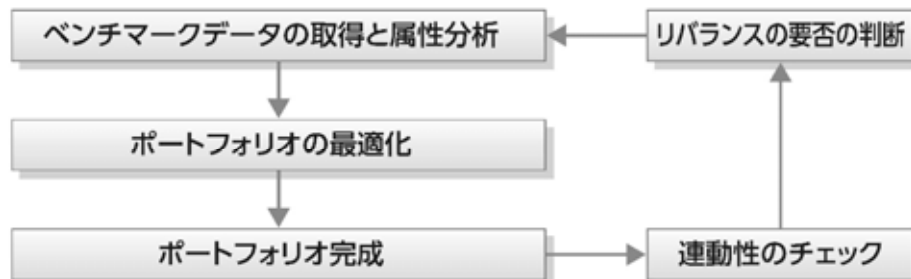 ベンチマークデータの取得と属性分析
リバランスの要否の判断
ポートフォリオの最適化
ポートフォリオ完成
連動性のチェック